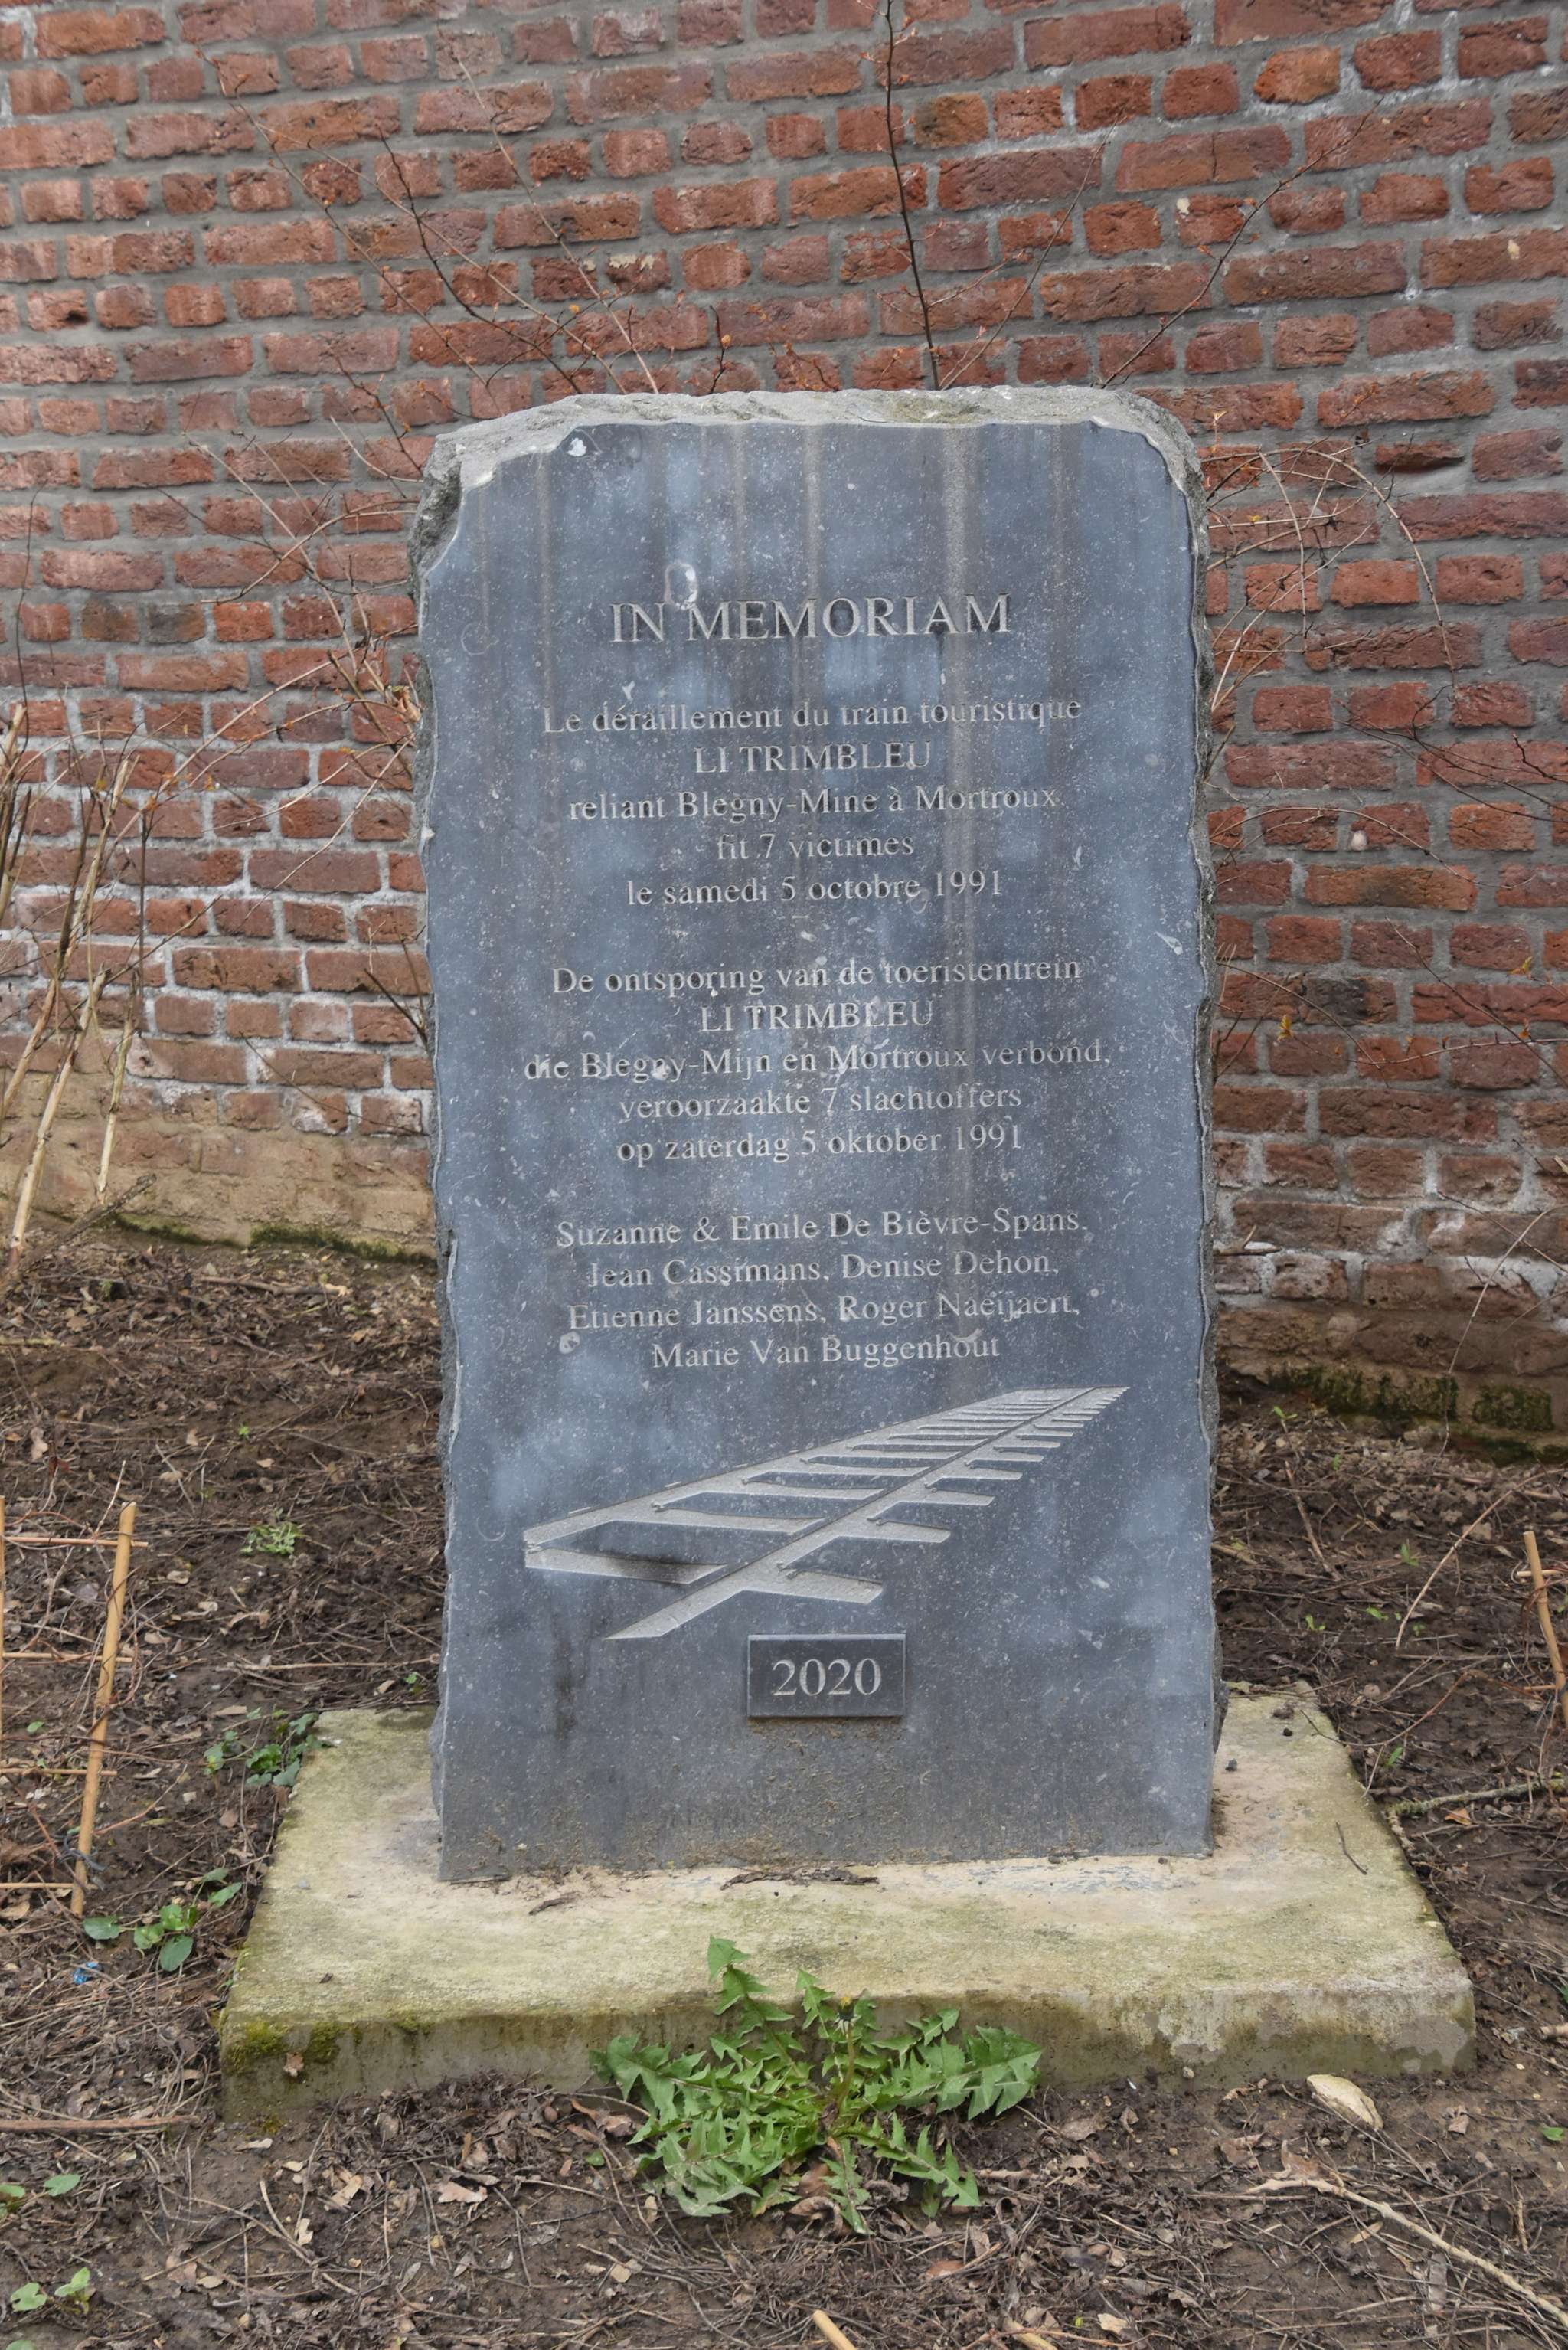 IN MEMORIAM
Le déraillement du train touristique
LI TRIMBLEU
reliant Blegny-Mine à Mortroux
fit 7 victimes
le samedi 5 octobre 1991
De ontsporing van de toeristentrein
LI TRIMBLEU
die Blegny-Mijn en Mortroux verbond,
veroorzaakte 7 slachtoffers
op zaterdag 5 oktober 1991
Suzanne & Emile De Bièvre-Spans,
Jean Cassimans, Denise Dehon,
Etienne Janssens, Roger Naeijaert,
Marie Van Buggenhout
2020